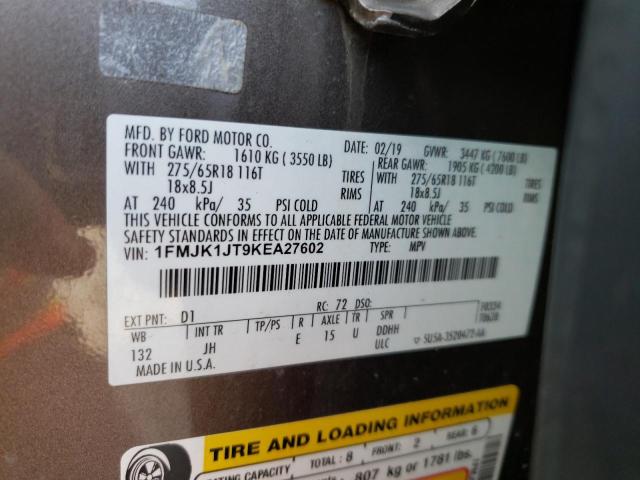 MFD. BY FORD MOTOR CO.
02/19 GVWR: 3447 KG ( 7600 LB)
FRONT GAWR: 1610 KG ( 3550 LB) REAR GAWR: 1905 KG ( 4200 LB)
WITH 275/65R18 116T TIRES WITH 275/65R18 116T TIRES
18x8.5J RIMS 18x8.5J RIMS
AT 240 kPa/ 35 PSI COLD AT 240 kPa/ 35 PSI COLD
THIS VEHICLE CONFORMS TO ALL APPLICABLE FEDERAL MOTOR VEHICLE
SAFETY STANDARDS IN EFFECT ON THE DATE OF MANUFACTURE SHOWN ABOVE.
VIN: 1FMJK1JT9KEA27602 TYPE: MPV
EXT PNT: D1 RC: 72 DSO:
WB INT TR TP/PS R AXLE TR SPR
132 JH E 15 U DDHH
ULC
MADE IN U.S.A.
TIRE AND LOADING INFORMATION
SEATING CAPACITY TOTAL: 8 FRONT: 2 REAR: 6
807 kg or 1781 lbs.